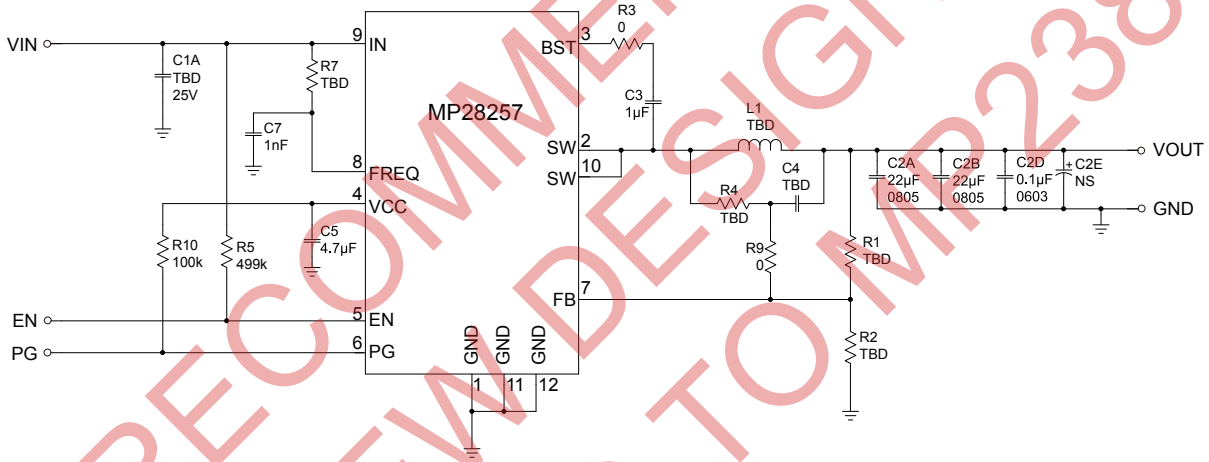 R3
0
VIN
9
IN
BST
3
C1A
TBD
25V
R7
TBD
MP28257
C3
1µF
L1
TBD
C7
1nF
SW
2
VOUT
8
FREQ
SW
10
C4
TBD
C2A
22µF
0805
C2B
22µF
0805
C2D
0.1µF
0603
+
C2E
NS
4
VCC
R4
TBD
GND
R10
100k
R5
499k
C5
4.7µF
R9
0
R1
TBD
FB
7
EN
5
EN
PG
6
PG
GND
GND
GND
R2
TBD
1
11
12